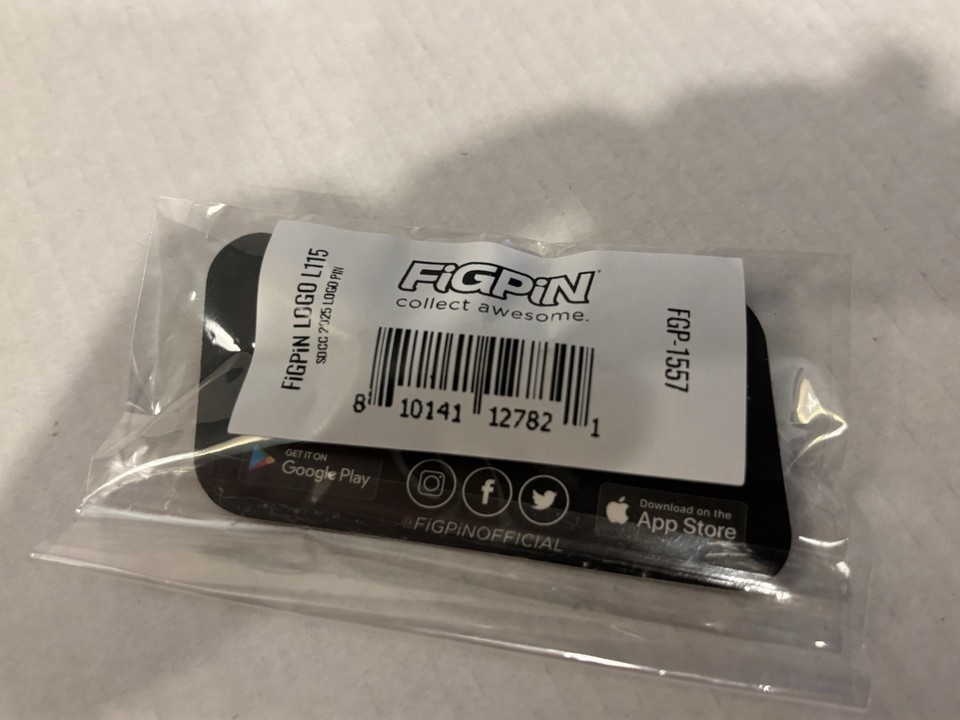 FiGPiN LOGO L115
SDCC 2025 LOGO PIN
FiGPiN
collect awesome.
FGP-1557
8 10141 12782 1
GET IT ON
Google Play
Download on the
App Store
@FiGPiNOFFICIAL